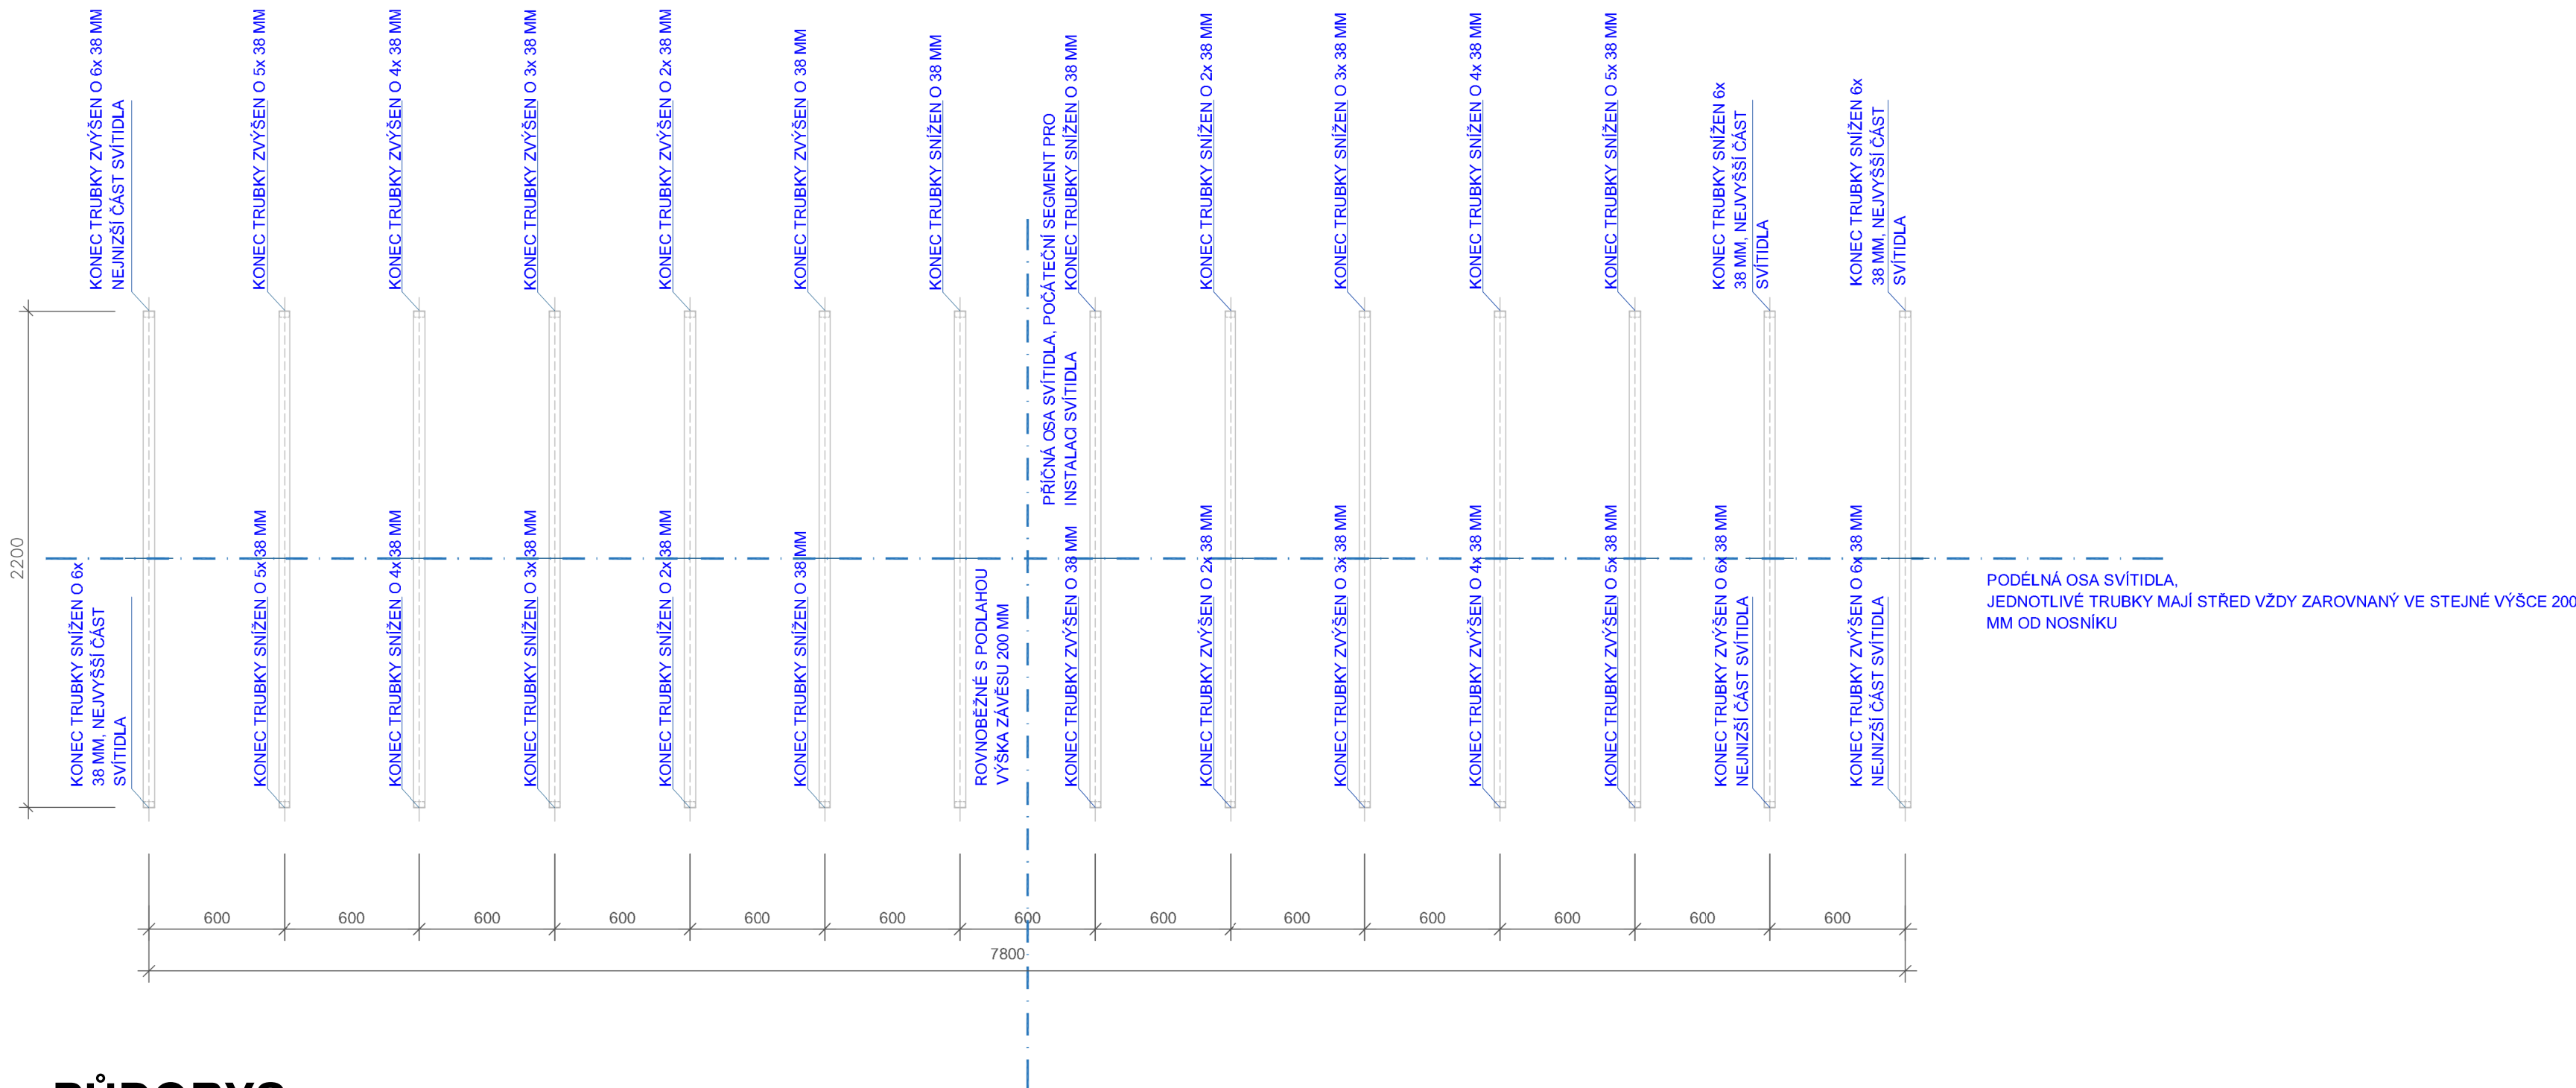 KONEC TRUBKY ZVÝŠEN O 6x 38 MM
NEJNIZŠÍ ČÁST SVÍTIDLA
KONEC TRUBKY ZVÝŠEN O 5x 38 MM
KONEC TRUBKY ZVÝŠEN O 4x 38 MM
KONEC TRUBKY ZVÝŠEN O 3x 38 MM
KONEC TRUBKY ZVÝŠEN O 2x 38 MM
KONEC TRUBKY ZVÝŠEN O 38 MM
KONEC TRUBKY SNÍŽEN O 38 MM
PŘÍČNÁ OSA SVÍTIDLA, POČÁTEČNÍ SEGMENT PRO
INSTALACI SVÍTIDLA
KONEC TRUBKY SNÍŽEN O 38 MM
KONEC TRUBKY SNÍŽEN O 2x 38 MM
KONEC TRUBKY SNÍŽEN O 3x 38 MM
KONEC TRUBKY SNÍŽEN O 4x 38 MM
KONEC TRUBKY SNÍŽEN O 5x 38 MM
KONEC TRUBKY SNÍŽEN 6x
38 MM, NEJVYŠŠÍ ČÁST
SVÍTIDLA
KONEC TRUBKY SNÍŽEN 6x
38 MM, NEJVYŠŠÍ ČÁST
SVÍTIDLA
2200
KONEC TRUBKY SNÍŽEN O 6x
38 MM, NEJVYŠŠÍ ČÁST
SVÍTIDLA
KONEC TRUBKY SNÍŽEN O 5x 38 MM
KONEC TRUBKY SNÍŽEN O 4x 38 MM
KONEC TRUBKY SNÍŽEN O 3x 38 MM
KONEC TRUBKY SNÍŽEN O 2x 38 MM
KONEC TRUBKY SNÍŽEN O 38 MM
ROVNOBĚŽNÉ S PODLAHOU
VÝŠKA ZÁVĚSU 200 MM
KONEC TRUBKY ZVÝŠEN O 38 MM
KONEC TRUBKY ZVÝŠEN O 2x 38 MM
KONEC TRUBKY ZVÝŠEN O 3x 38 MM
KONEC TRUBKY ZVÝŠEN O 4x 38 MM
KONEC TRUBKY ZVÝŠEN O 5x 38 MM
KONEC TRUBKY ZVÝŠEN O 6x 38 MM
NEJNIZŠÍ ČÁST SVÍTIDLA
KONEC TRUBKY ZVÝŠEN O 6x 38 MM
NEJNIZŠÍ ČÁST SVÍTIDLA
PODÉLNÁ OSA SVÍTIDLA,
JEDNOTLIVÉ TRUBKY MAJÍ STŘED VŽDY ZAROVNANÝ VE STEJNÉ VÝŠCE 200
MM OD NOSNÍKU
600 600 600 600 600 600 600 600 600 600 600 600 600
7800
PŮDORYS